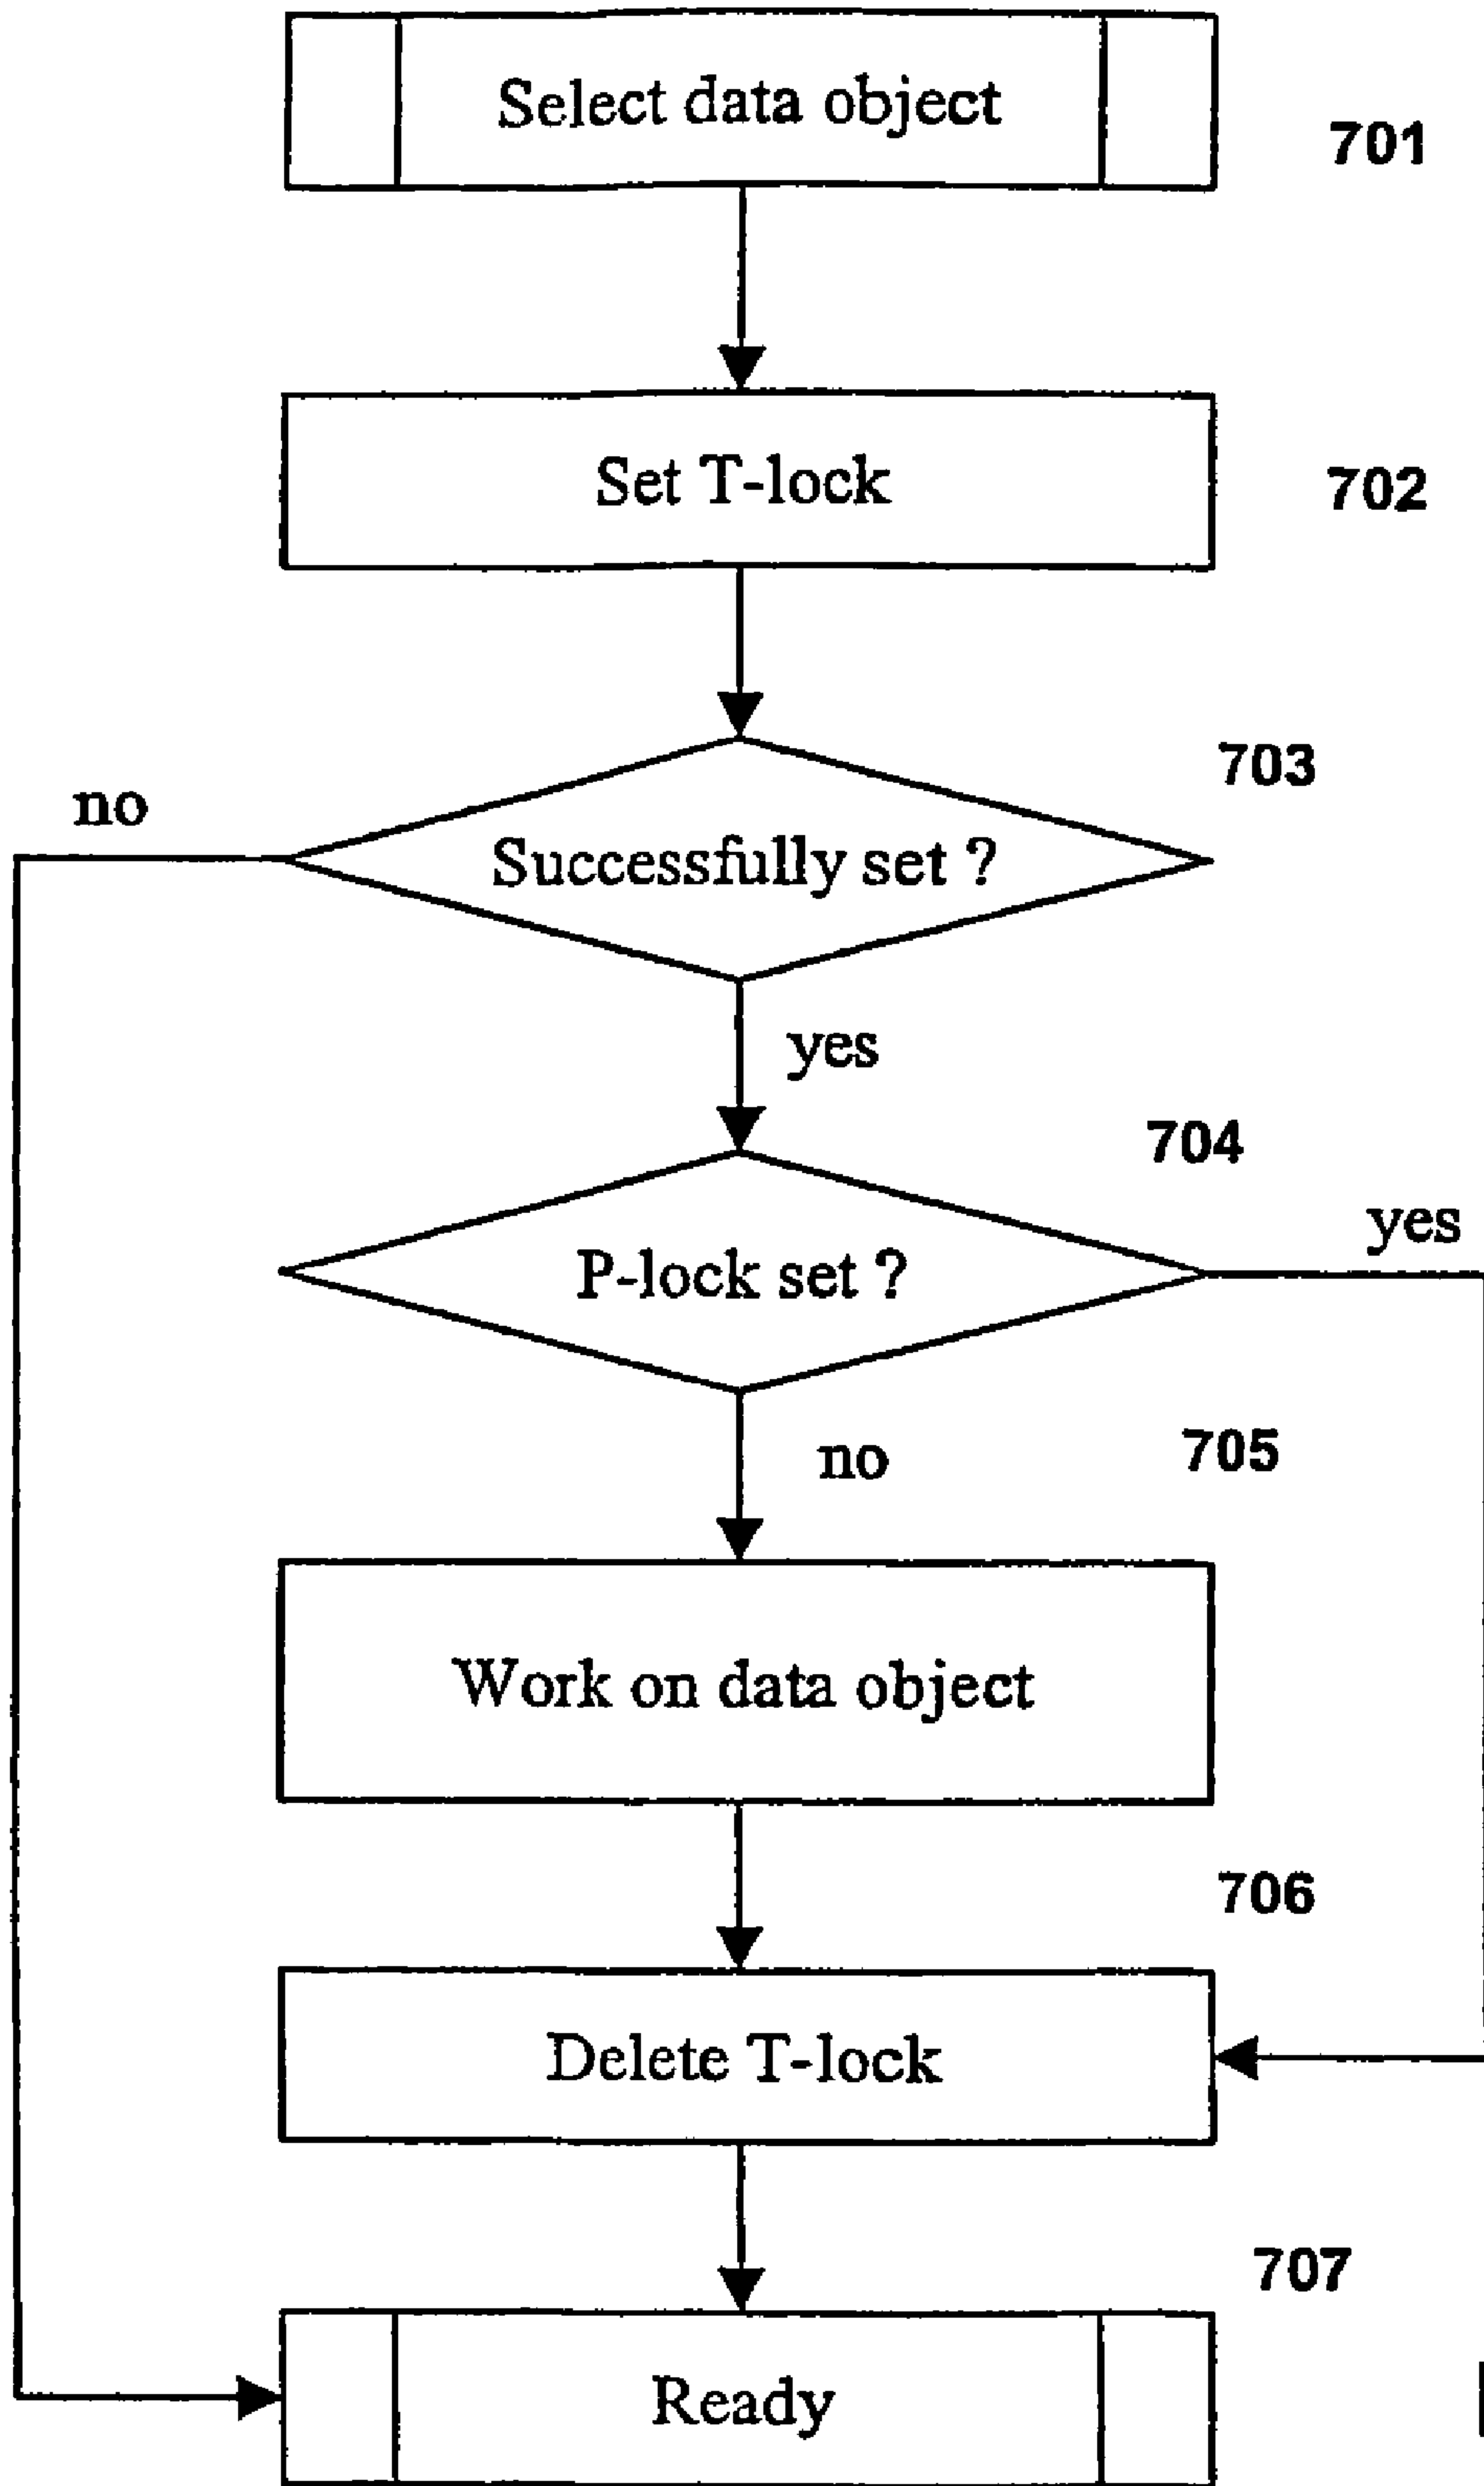 Select data object
701
Set T-lock
702
703
no
Successfully set ?
yes
704
yes
P-lock set ?
no
705
Work on data object
706
Delete T-lock
707
Ready